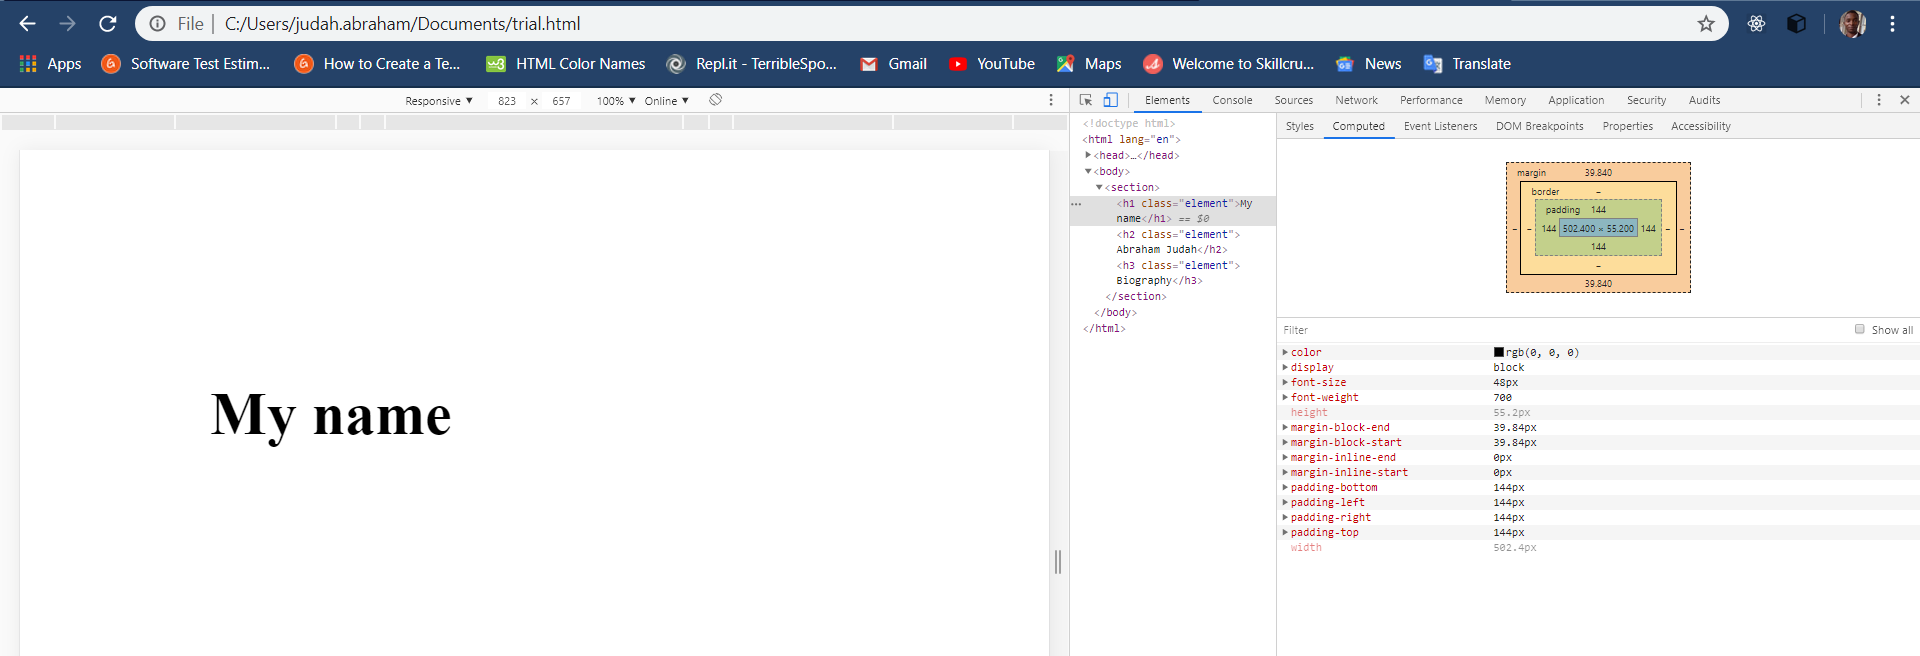 File C:/Users/judah.abraham/Documents/trial.html
Apps Software Test Estim... How to Create a Te... HTML Color Names Repl.it - TerribleSpo... Gmail YouTube Maps Welcome to Skillcru... News Translate
Responsive ▼ 823 × 657 100% ▼ Online ▼
Elements Console Sources Network Performance Memory Application Security Audits
My name
<!doctype html>
<html lang="en">
▶<head>…</head>
▼<body>
▼<section>
<h1 class="element">My
name</h1> == $0
<h2 class="element">
Abraham Judah</h2>
<h3 class="element">
Biography</h3>
</section>
</body>
</html>
Styles Computed Event Listeners DOM Breakpoints Properties Accessibility
margin 39.840
border –
padding 144
– – 144 502.400 × 55.200 144 – –
144
–
39.840
Filter Show all
color rgb(0, 0, 0)
display block
font-size 48px
font-weight 700
height 55.2px
margin-block-end 39.84px
margin-block-start 39.84px
margin-inline-end 0px
margin-inline-start 0px
padding-bottom 144px
padding-left 144px
padding-right 144px
padding-top 144px
width 502.4px